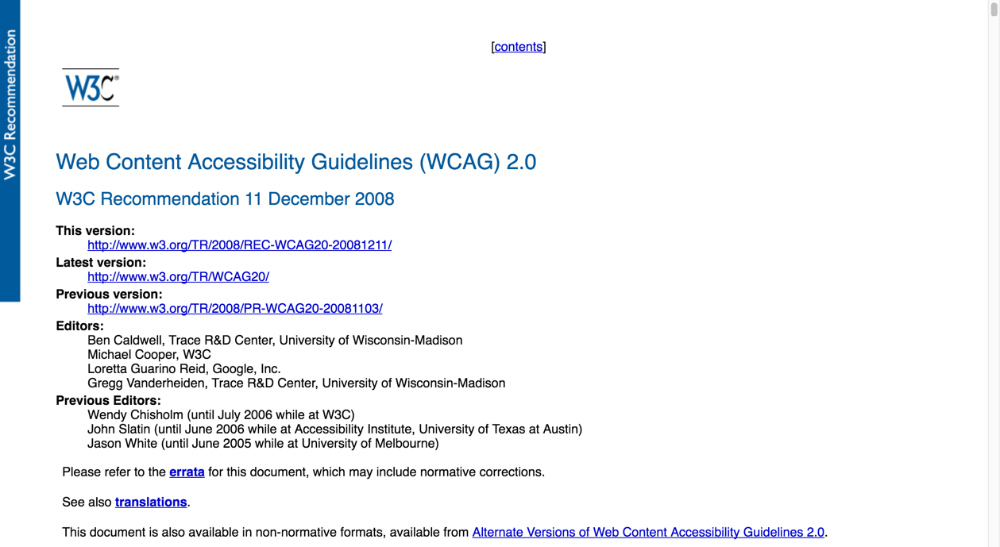 W3C Recommendation
[contents]
W3C®
Web Content Accessibility Guidelines (WCAG) 2.0
W3C Recommendation 11 December 2008
This version:
http://www.w3.org/TR/2008/REC-WCAG20-20081211/
Latest version:
http://www.w3.org/TR/WCAG20/
Previous version:
http://www.w3.org/TR/2008/PR-WCAG20-20081103/
Editors:
Ben Caldwell, Trace R&D Center, University of Wisconsin-Madison
Michael Cooper, W3C
Loretta Guarino Reid, Google, Inc.
Gregg Vanderheiden, Trace R&D Center, University of Wisconsin-Madison
Previous Editors:
Wendy Chisholm (until July 2006 while at W3C)
John Slatin (until June 2006 while at Accessibility Institute, University of Texas at Austin)
Jason White (until June 2005 while at University of Melbourne)
Please refer to the errata for this document, which may include normative corrections.
See also translations.
This document is also available in non-normative formats, available from Alternate Versions of Web Content Accessibility Guidelines 2.0.